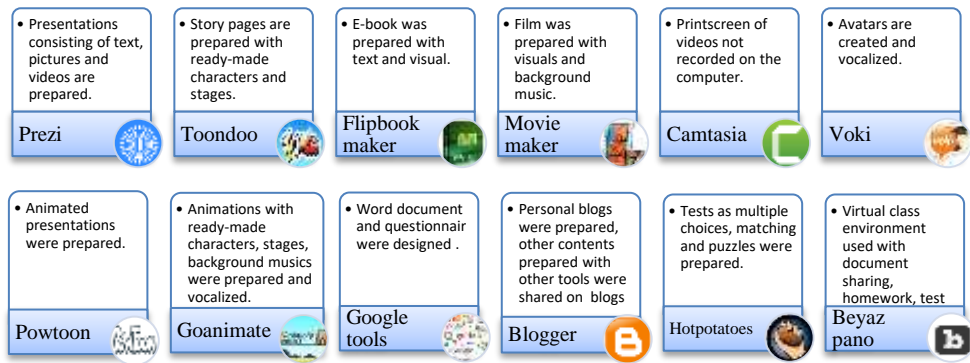 • Presentations
consisting of text,
pictures and
videos are
prepared.
Prezi
• Story pages are
prepared with
ready-made
characters and
stages.
Toondoo
• E-book was
prepared with
text and visual.
Flipbook
maker
• Film was
prepared with
visuals and
background
music.
Movie
maker
• Printscreen of
videos not
recorded on the
computer.
Camtasia
• Avatars are
created and
vocalized.
Voki
• Animated
presentations
were prepared.
Powtoon
• Animations with
ready-made
characters, stages,
background musics
were prepared and
vocalized.
Goanimate
• Word document
and questionnair
were designed .
Google
tools
• Personal blogs
were prepared,
other contents
prepared with
other tools were
shared on blogs
Blogger
• Tests as multiple
choices, matching
and puzzles were
prepared.
Hotpotatoes
• Virtual class
environment
used with
document
sharing,
homework, test
Beyaz
pano